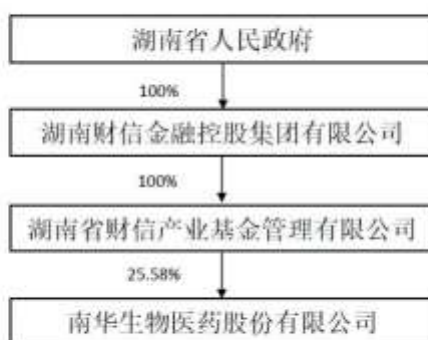 湖南省人民政府
100%
湖南财信金融控股集团有限公司
100%
湖南省财信产业基金管理有限公司
25.58%
南华生物医药股份有限公司